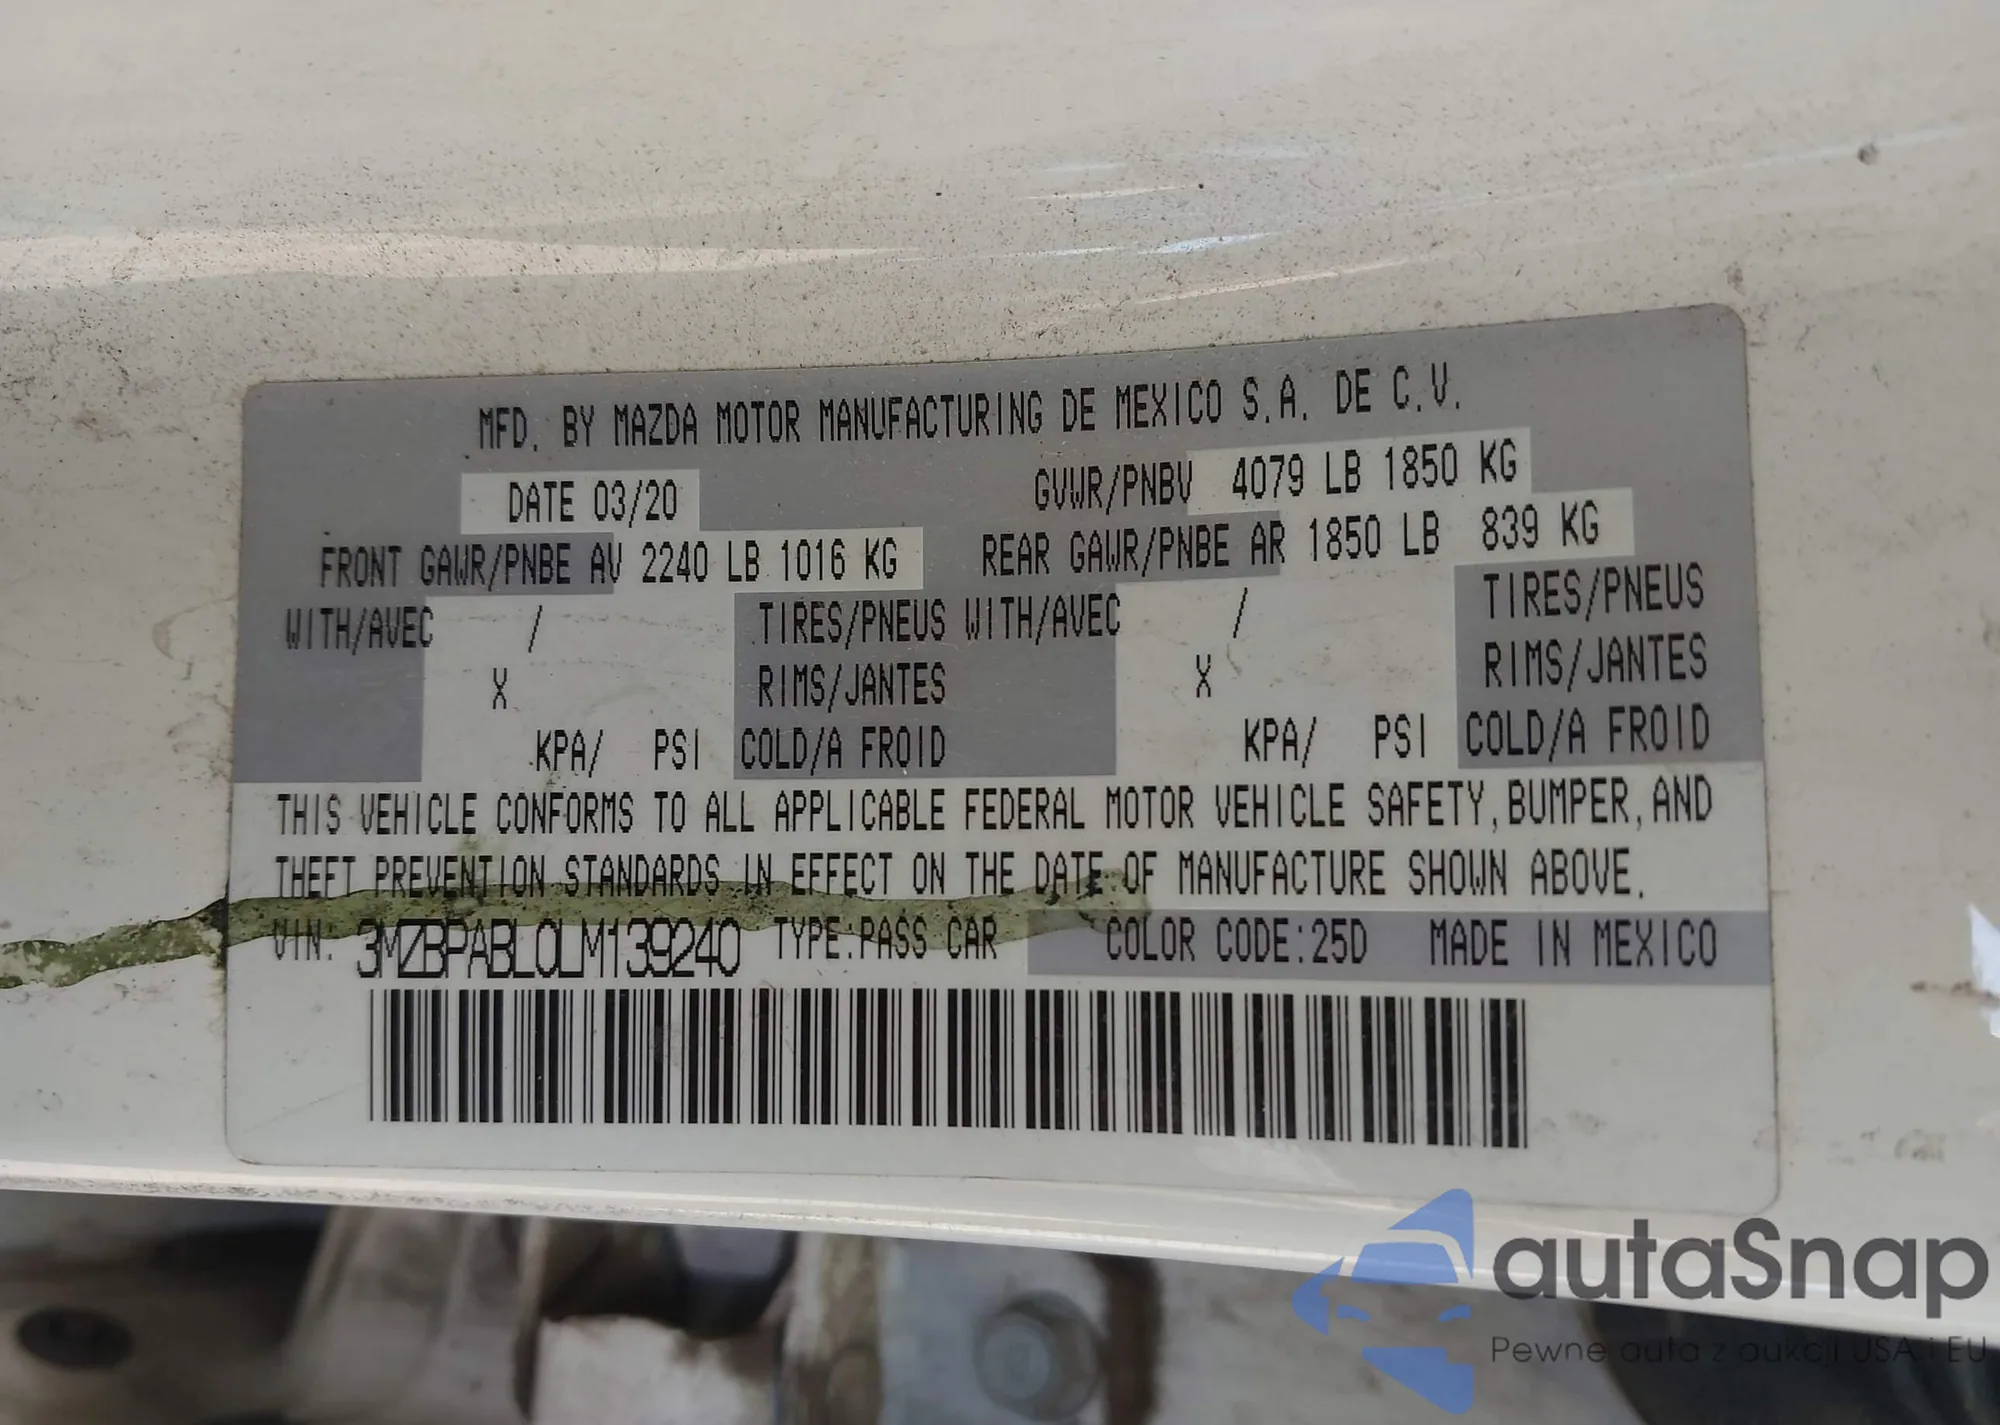 MFD. BY MAZDA MOTOR MANUFACTURING DE MEXICO S.A. DE C.V.
DATE 03/20 GVWR/PNBV 4079 LB 1850 KG
FRONT GAWR/PNBE AV 2240 LB 1016 KG REAR GAWR/PNBE AR 1850 LB 839 KG
WITH/AVEC / TIRES/PNEUS WITH/AVEC / TIRES/PNEUS
X RIMS/JANTES X RIMS/JANTES
KPA/ PSI COLD/A FROID KPA/ PSI COLD/A FROID
THIS VEHICLE CONFORMS TO ALL APPLICABLE FEDERAL MOTOR VEHICLE SAFETY, BUMPER, AND
THEFT PREVENTION STANDARDS IN EFFECT ON THE DATE OF MANUFACTURE SHOWN ABOVE.
VIN: 3MZBPABL0LM139240 TYPE:PASS CAR COLOR CODE:25D MADE IN MEXICO
autaSnap
Pewne auta z aukcji USA i EU